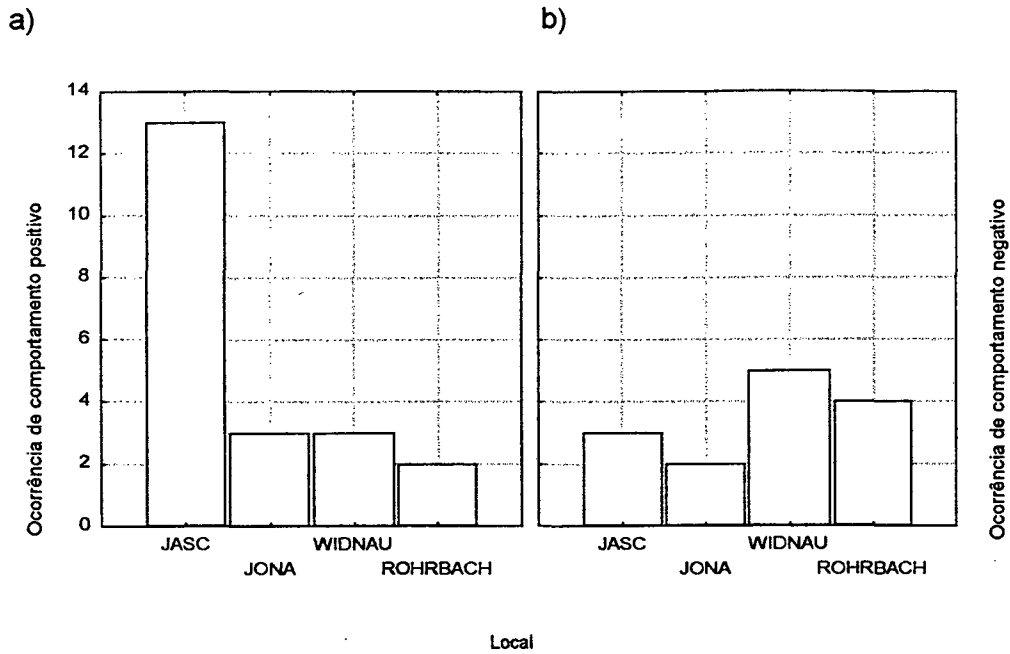 a)
b)
Ocorrência de comportamento positivo
14
12
10
8
6
4
2
0
JASC
JONA
WIDNAU
ROHRBACH
JASC
JONA
WIDNAU
ROHRBACH
Ocorrência de comportamento negativo
Local